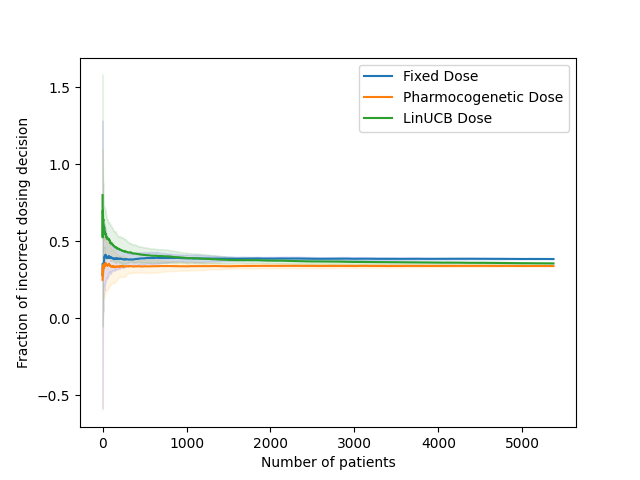 Fixed Dose
Pharmocogenetic Dose
LinUCB Dose
Fraction of incorrect dosing decision
1.5
1.0
0.5
0.0
−0.5
0 1000 2000 3000 4000 5000
Number of patients